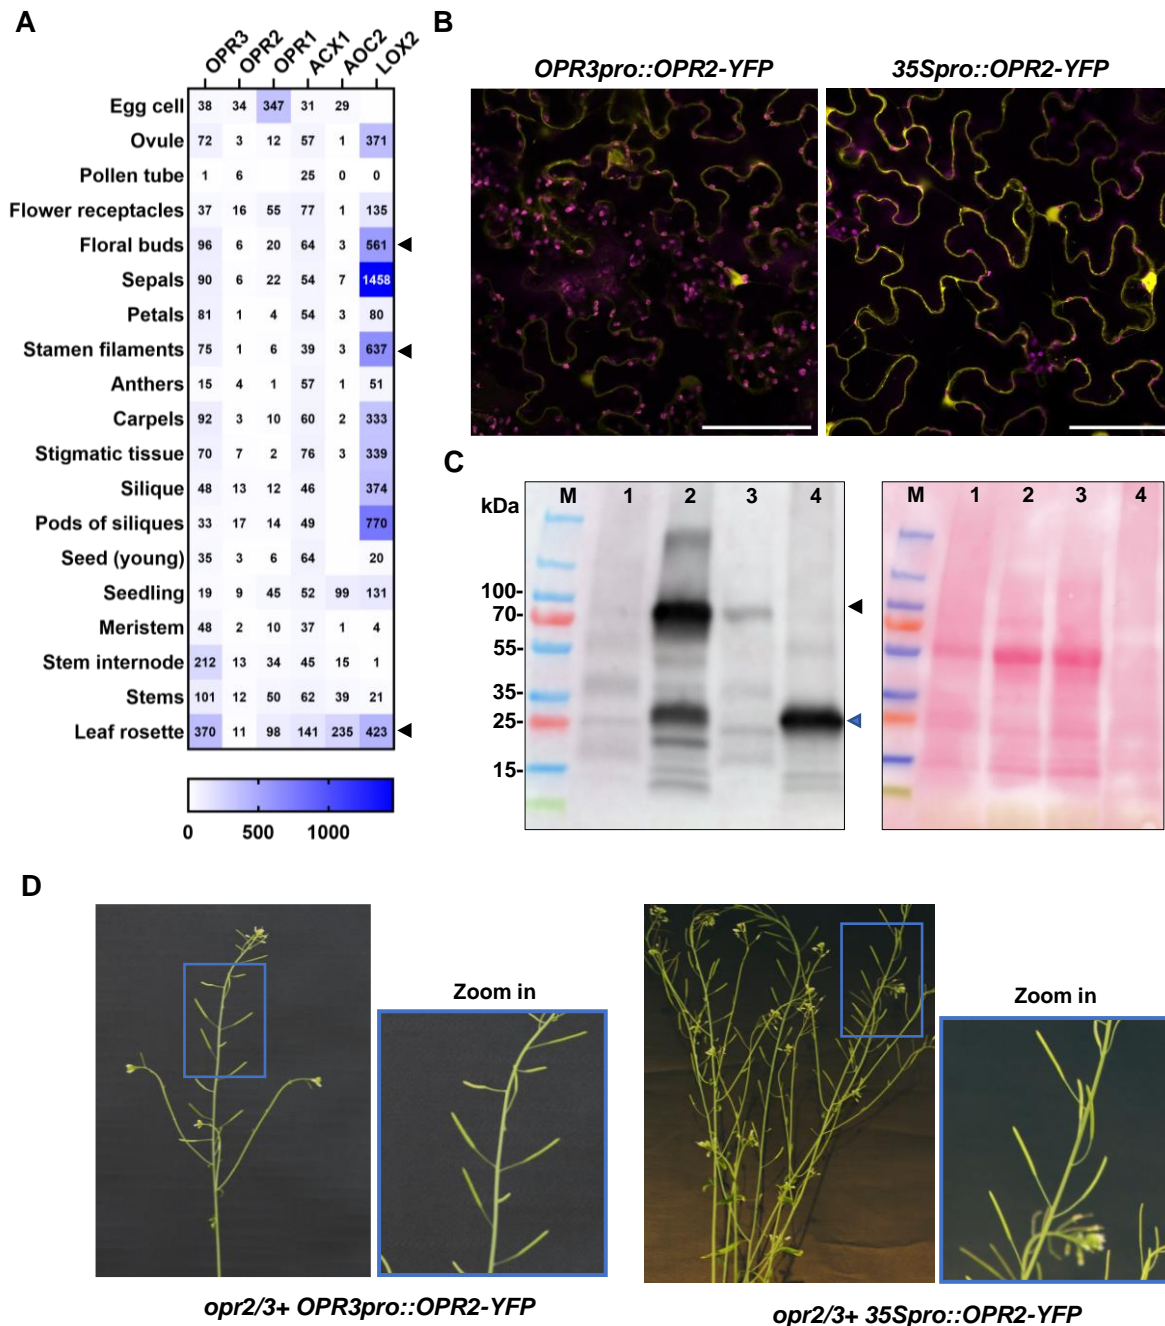 A
OPR3 OPR2 OPR1 ACX1 AOC2 LOX2
Egg cell 38 34 347 31 29
Ovule 72 3 12 57 1 371
Pollen tube 1 6 25 0 0
Flower receptacles 37 16 55 77 1 135
Floral buds 96 6 20 64 3 561
Sepals 90 6 22 54 7 1458
Petals 81 1 4 54 3 80
Stamen filaments 75 1 6 39 3 637
Anthers 15 4 1 57 1 51
Carpels 92 3 10 60 2 333
Stigmatic tissue 70 7 2 76 3 339
Silique 48 13 12 46 374
Pods of siliques 33 17 14 49 770
Seed (young) 35 3 6 64 20
Seedling 19 9 45 52 99 131
Meristem 48 2 10 37 1 4
Stem internode 212 13 34 45 15 1
Stems 101 12 50 62 39 21
Leaf rosette 370 11 98 141 235 423
0 500 1000
B
OPR3pro::OPR2-YFP 35Spro::OPR2-YFP
C
kDa M 1 2 3 4 M 1 2 3 4
100-
70-
55-
35-
25-
15-
D
Zoom in
Zoom in
opr2/3+ OPR3pro::OPR2-YFP
opr2/3+ 35Spro::OPR2-YFP